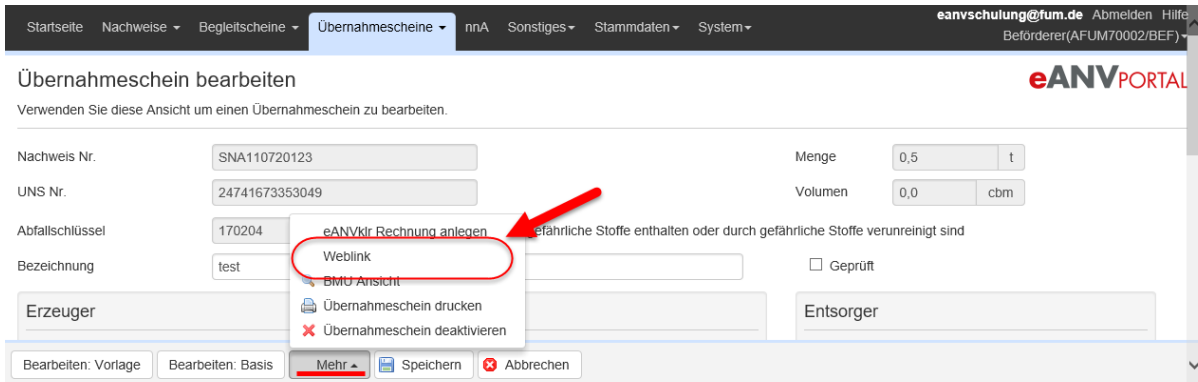 eanvschulung@fum.de Abmelden Hilfe
Startseite Nachweise Begleitscheine Übernahmescheine nnA Sonstiges Stammdaten System
Beförderer(AFUM70002/BEF)
Übernahmeschein bearbeiten
eANVPORTAL
Verwenden Sie diese Ansicht um einen Übernahmeschein zu bearbeiten.
Nachweis Nr. SNA110720123 Menge 0,5 t
UNS Nr. 24741673353049 Volumen 0,0 cbm
Abfallschlüssel 170204 gefährliche Stoffe enthalten oder durch gefährliche Stoffe verunreinigt sind
eANVklr Rechnung anlegen
Weblink
Bezeichnung test Geprüft
BMU Ansicht
Übernahmeschein drucken
Erzeuger Entsorger
Übernahmeschein deaktivieren
Bearbeiten: Vorlage Bearbeiten: Basis Mehr Speichern Abbrechen